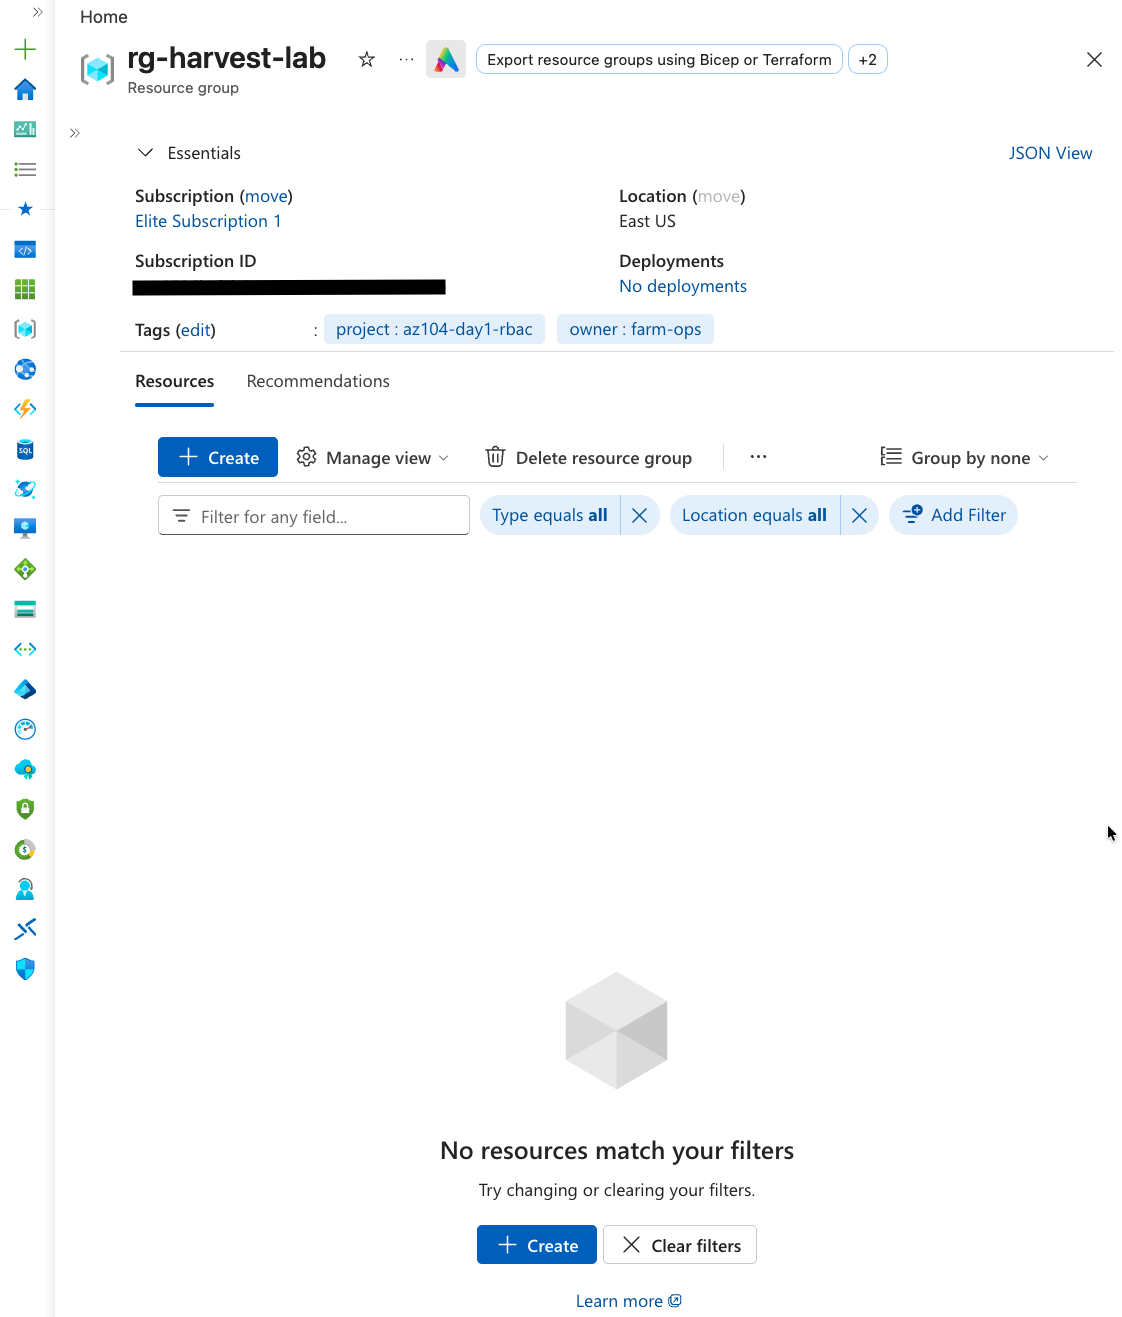 Home
rg-harvest-lab
Export resource groups using Bicep or Terraform
+2
Resource group
Essentials
JSON View
Subscription (move)
Elite Subscription 1
Location (move)
East US
Subscription ID
Deployments
No deployments
Tags (edit)
:
project : az104-day1-rbac
owner : farm-ops
Resources
Recommendations
Create
Manage view
Delete resource group
Group by none
Filter for any field...
Type equals all
Location equals all
Add Filter
No resources match your filters
Try changing or clearing your filters.
Create
Clear filters
Learn more